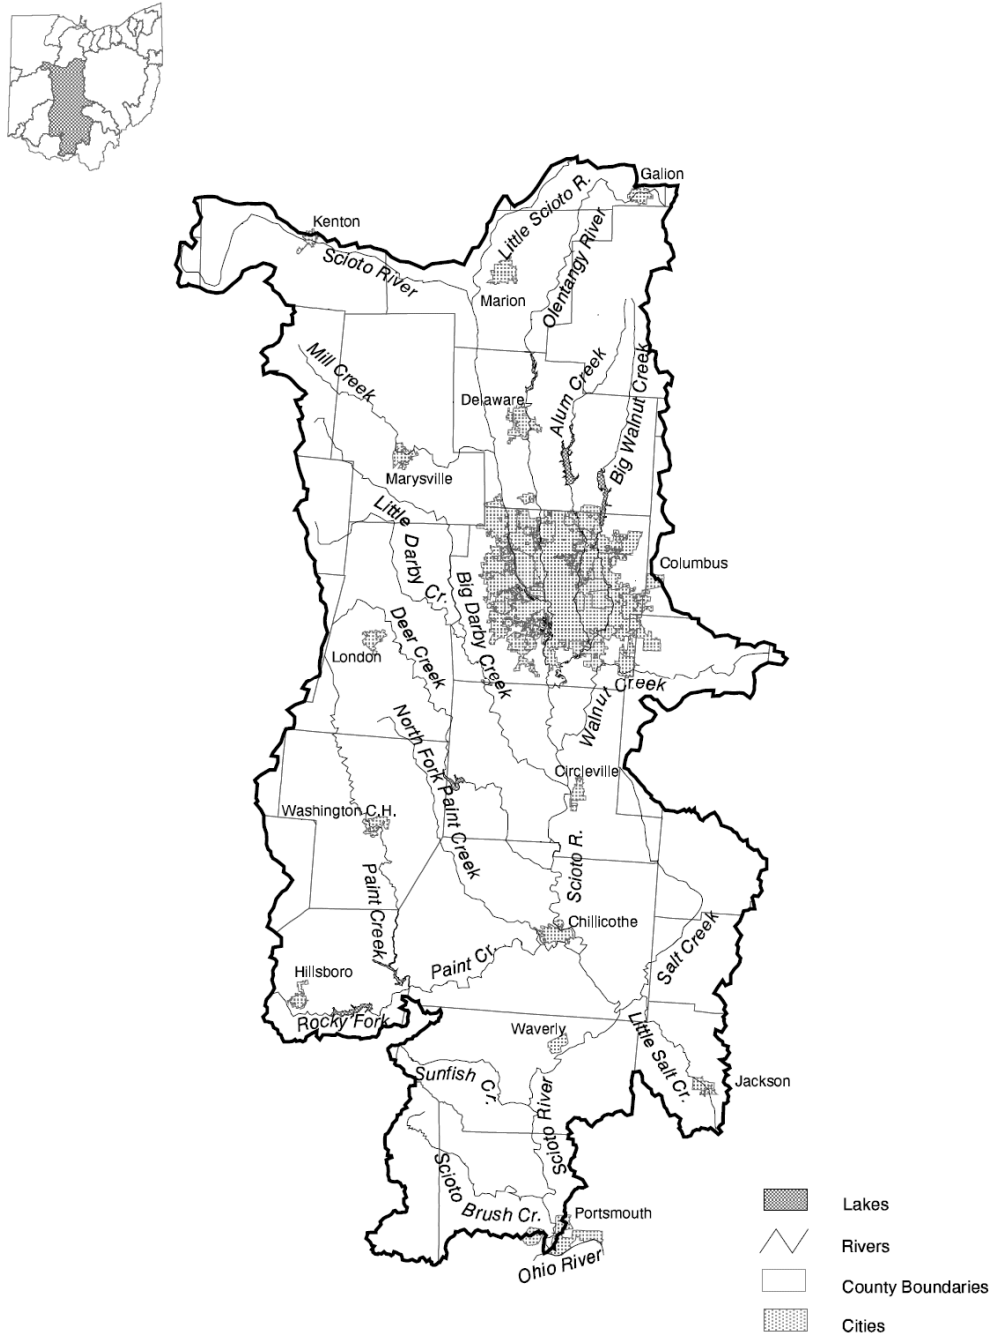 Galion
Little Scioto R.
Kenton
Scioto River
Olentangy River
Marion
Mill Creek
Alum Creek
Big Walnut Creek
Delaware
Marysville
Little Darby Cr.
Columbus
Big Darby Creek
Deer Creek
London
Walnut Creek
North Fork Paint Creek
Circleville
Washington C.H.
Scioto R.
Paint Creek
Chillicothe
Salt Creek
Paint Cr.
Hillsboro
Rocky Fork
Waverly
Little Salt Cr.
Sunfish Cr.
Jackson
Scioto River
Scioto Brush Cr.
Portsmouth
Ohio River
Lakes
Rivers
County Boundaries
Cities